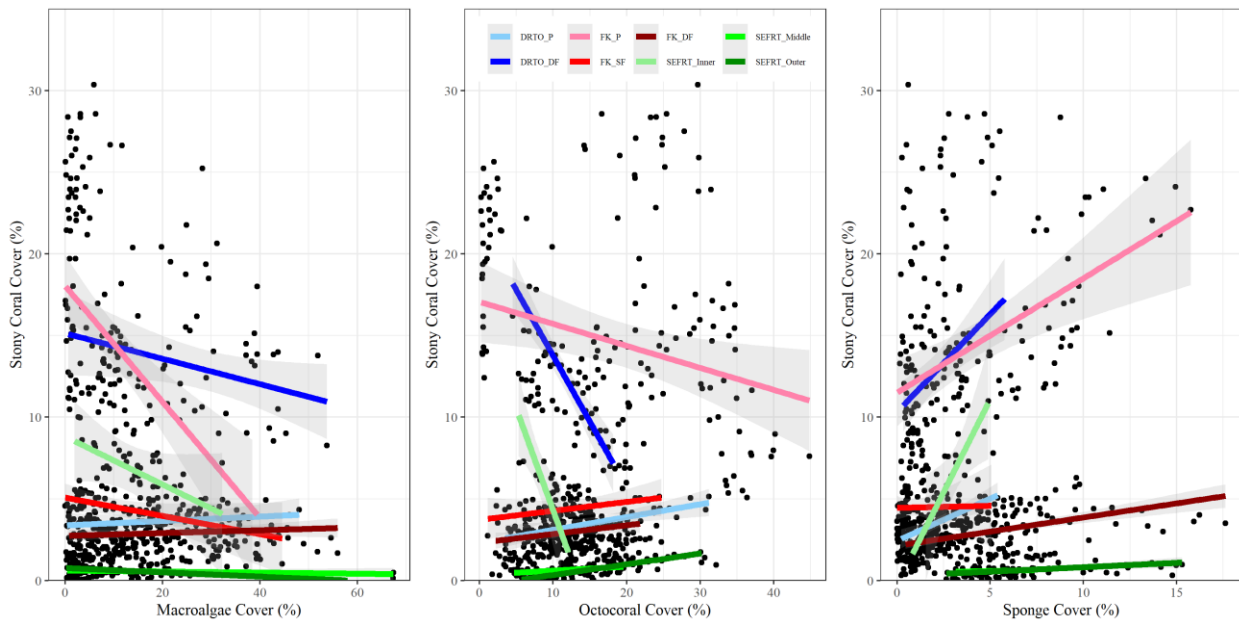 DRTO_P FK_P FK_DF SEFRT_Middle
DRTO_DF FK_SF SEFRT_Inner SEFRT_Outer
Stony Coral Cover (%)
30
20
10
0
0 20 40 60
Macroalgae Cover (%)
Stony Coral Cover (%)
30
20
10
0
0 10 20 30 40
Octocoral Cover (%)
Stony Coral Cover (%)
30
20
10
0
0 5 10 15
Sponge Cover (%)